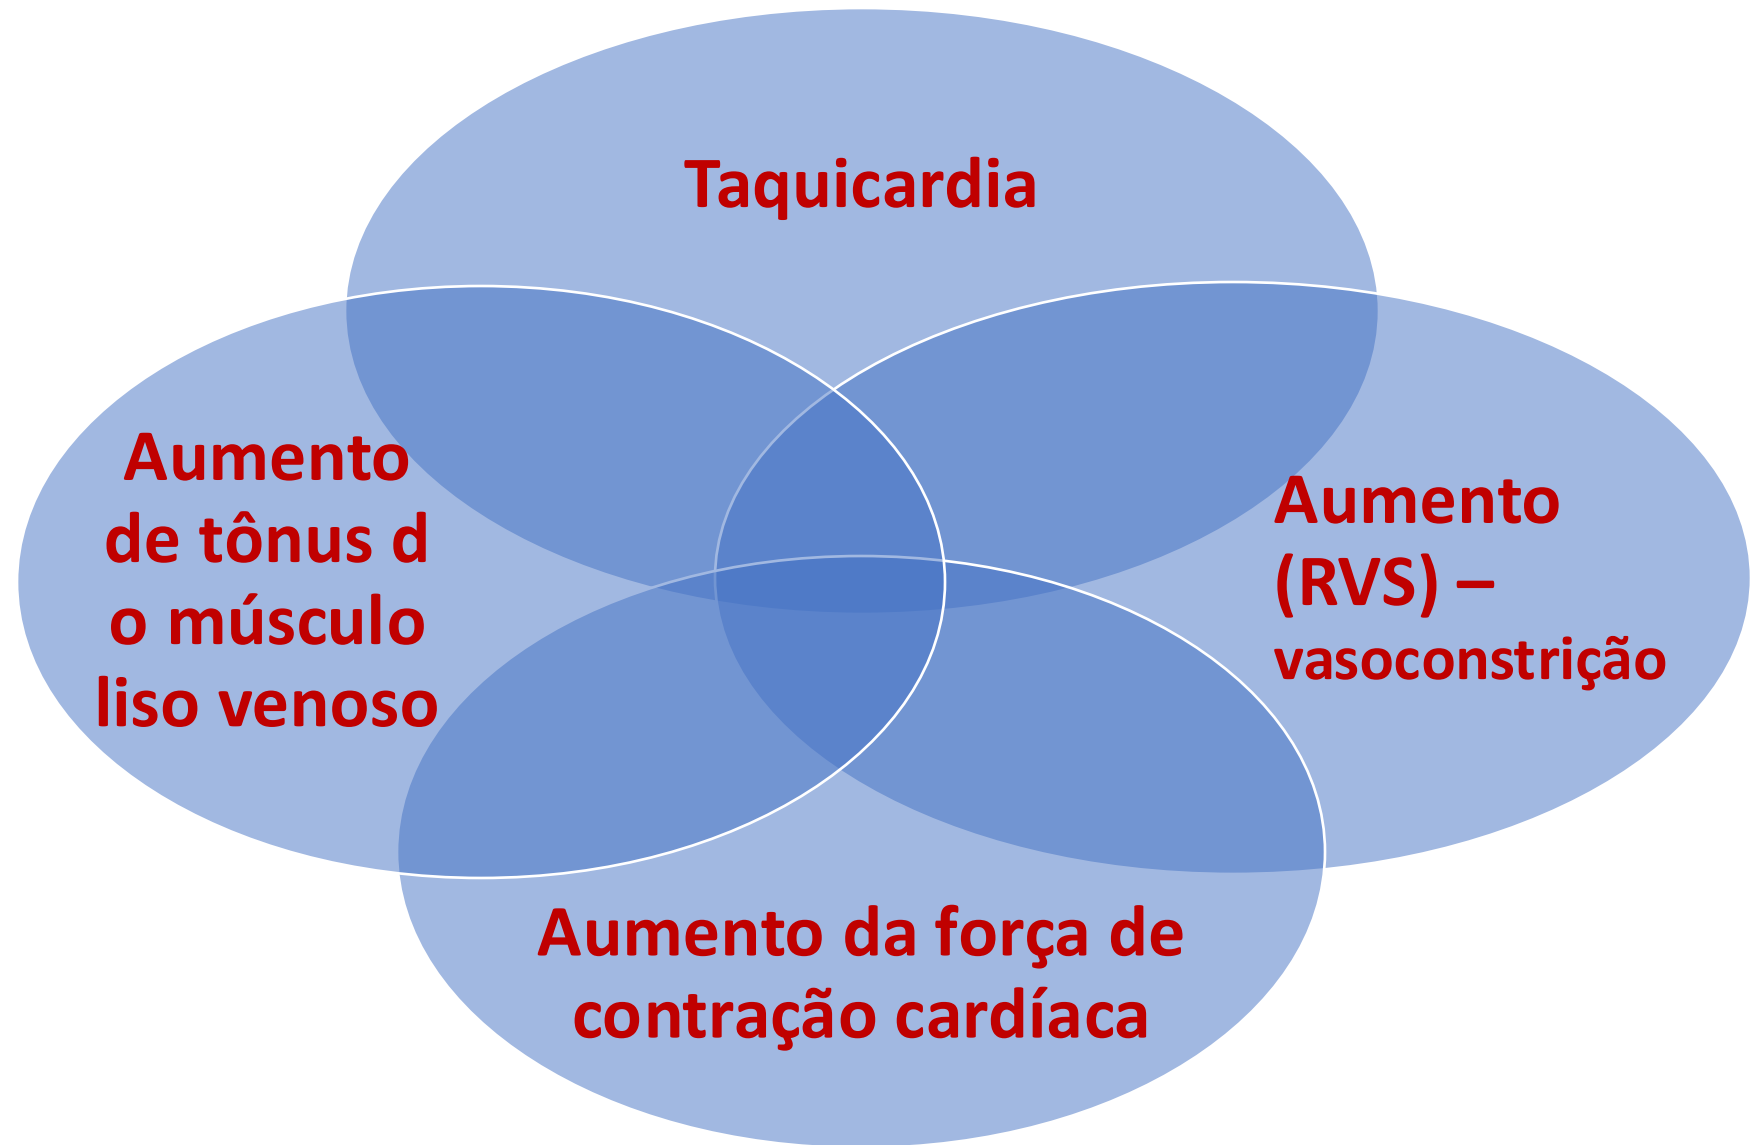 Taquicardia
Aumento
de tônus d
o músculo
liso venoso
Aumento
(RVS) –
vasoconstrição
Aumento da força de
contração cardíaca